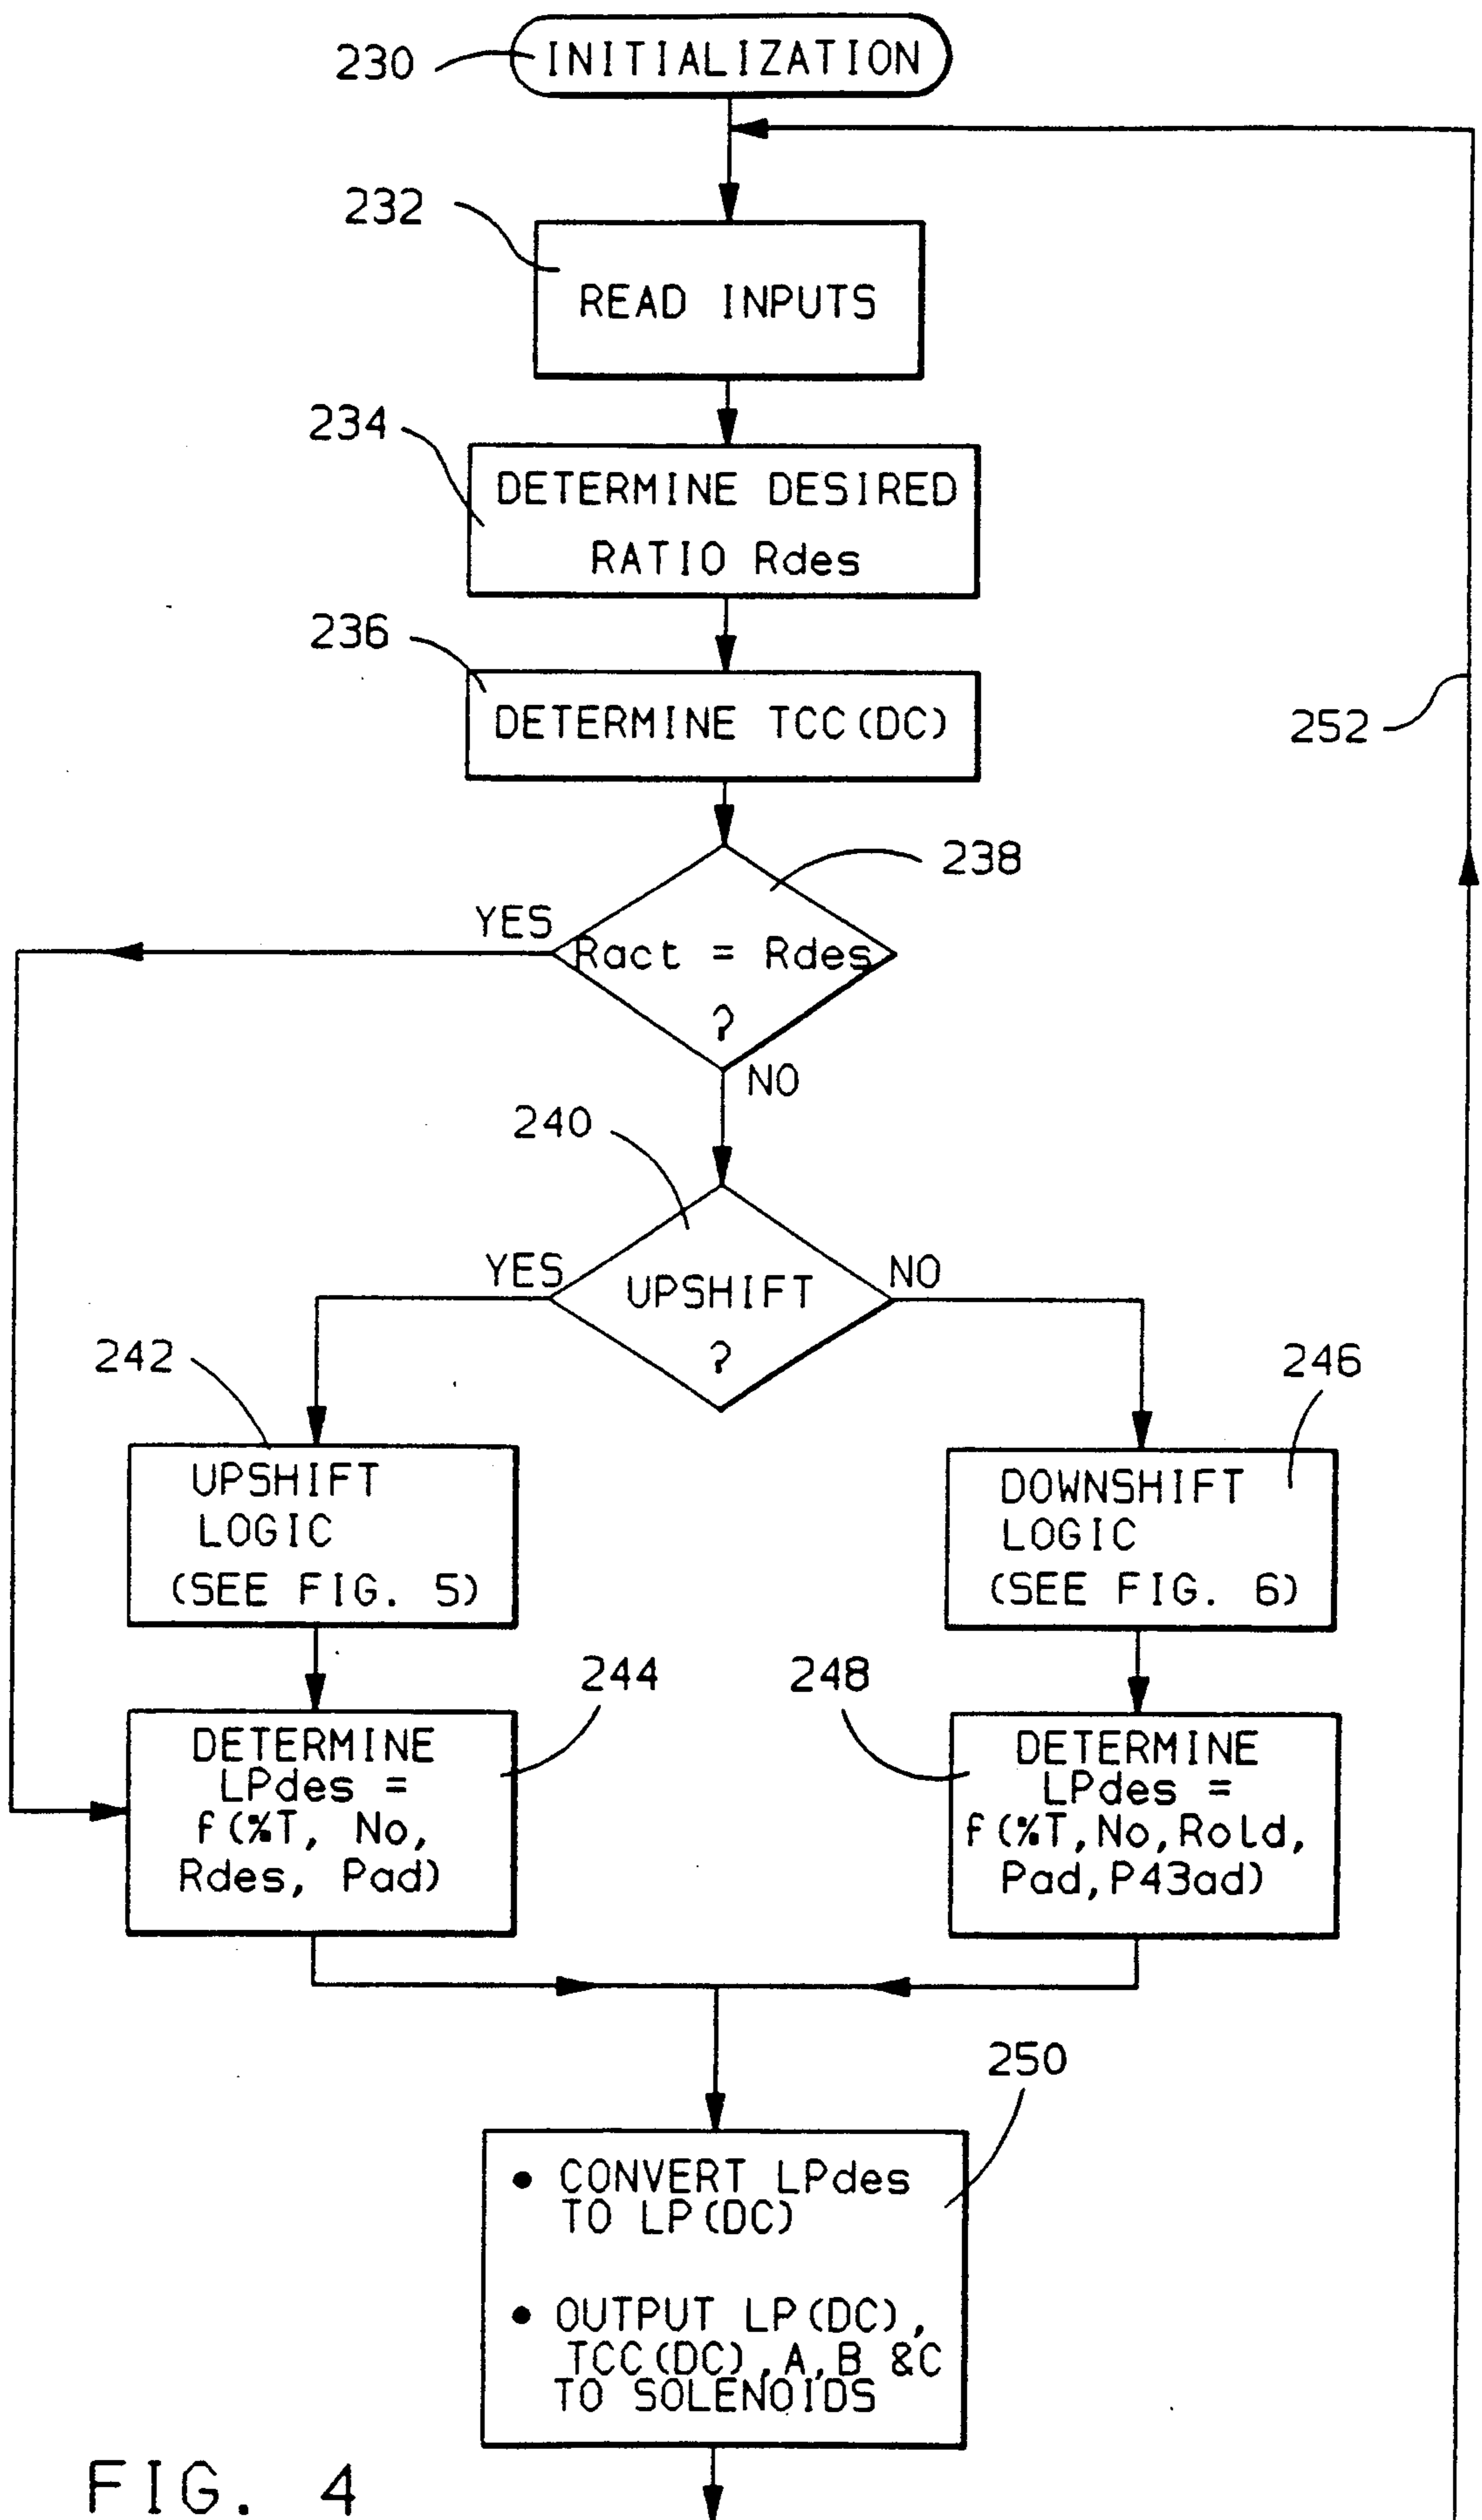 230
INITIALIZATION
232
READ INPUTS
234
DETERMINE DESIRED
RATIO Rdes
236
DETERMINE TCC(DC)
252
238
YES
Ract = Rdes
?
NO
240
YES
UPSHIFT
?
NO
242
UPSHIFT
LOGIC
(SEE FIG. 5)
246
DOWNSHIFT
LOGIC
(SEE FIG. 6)
244
DETERMINE
LPdes =
f(%T, No,
Rdes, Pad)
248
DETERMINE
LPdes =
f(%T,No,Rold,
Pad,P43ad)
250
• CONVERT LPdes
TO LP(DC)
• OUTPUT LP(DC),
TCC(DC),A,B &C
TO SOLENOIDS
FIG. 4